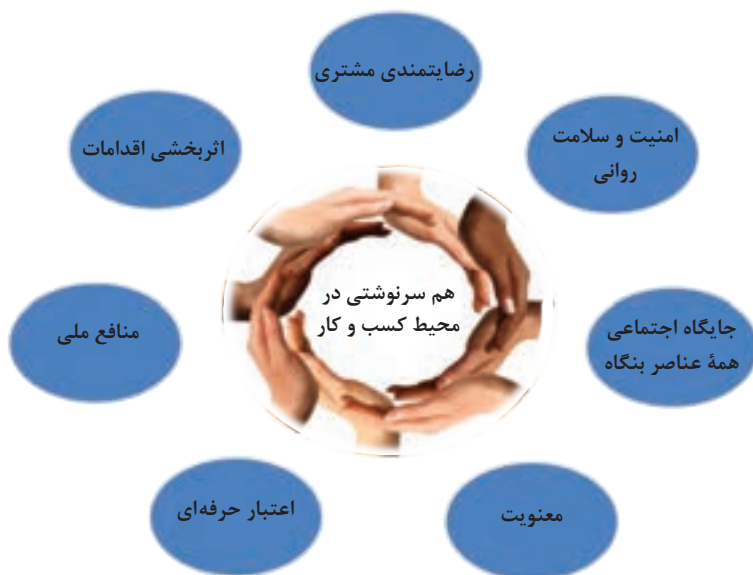 رضایتمندی مشتری
امنیت و سلامت
روانی
اثربخشی اقدامات
هم سرنوشتی در
محیط کسب و کار
جایگاه اجتماعی
همهٔ عناصر بنگاه
منافع ملی
معنویت
اعتبار حرفه‌ای